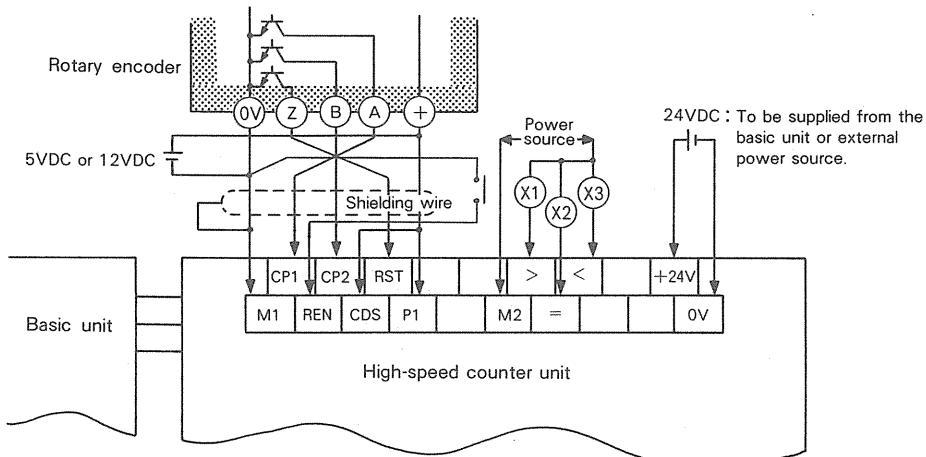 Rotary encoder
0V Z B A +
5VDC or 12VDC
Shielding wire
Power
source
X1 X2 X3
24VDC : To be supplied from the
basic unit or external
power source.
CP1 CP2 RST > < +24V
M1 REN CDS P1 M2 = 0V
Basic unit
High-speed counter unit